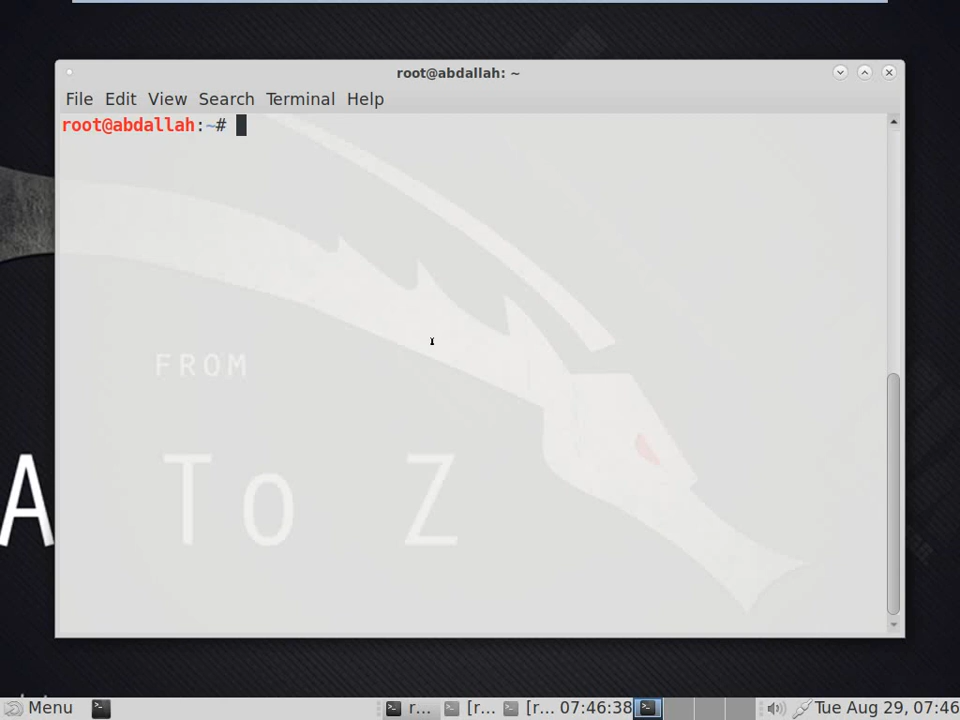 root@abdallah: ~
File Edit View Search Terminal Help
root@abdallah:~#
FROM
A To Z
Menu r... [r... [r... 07:46:38 Tue Aug 29, 07:46